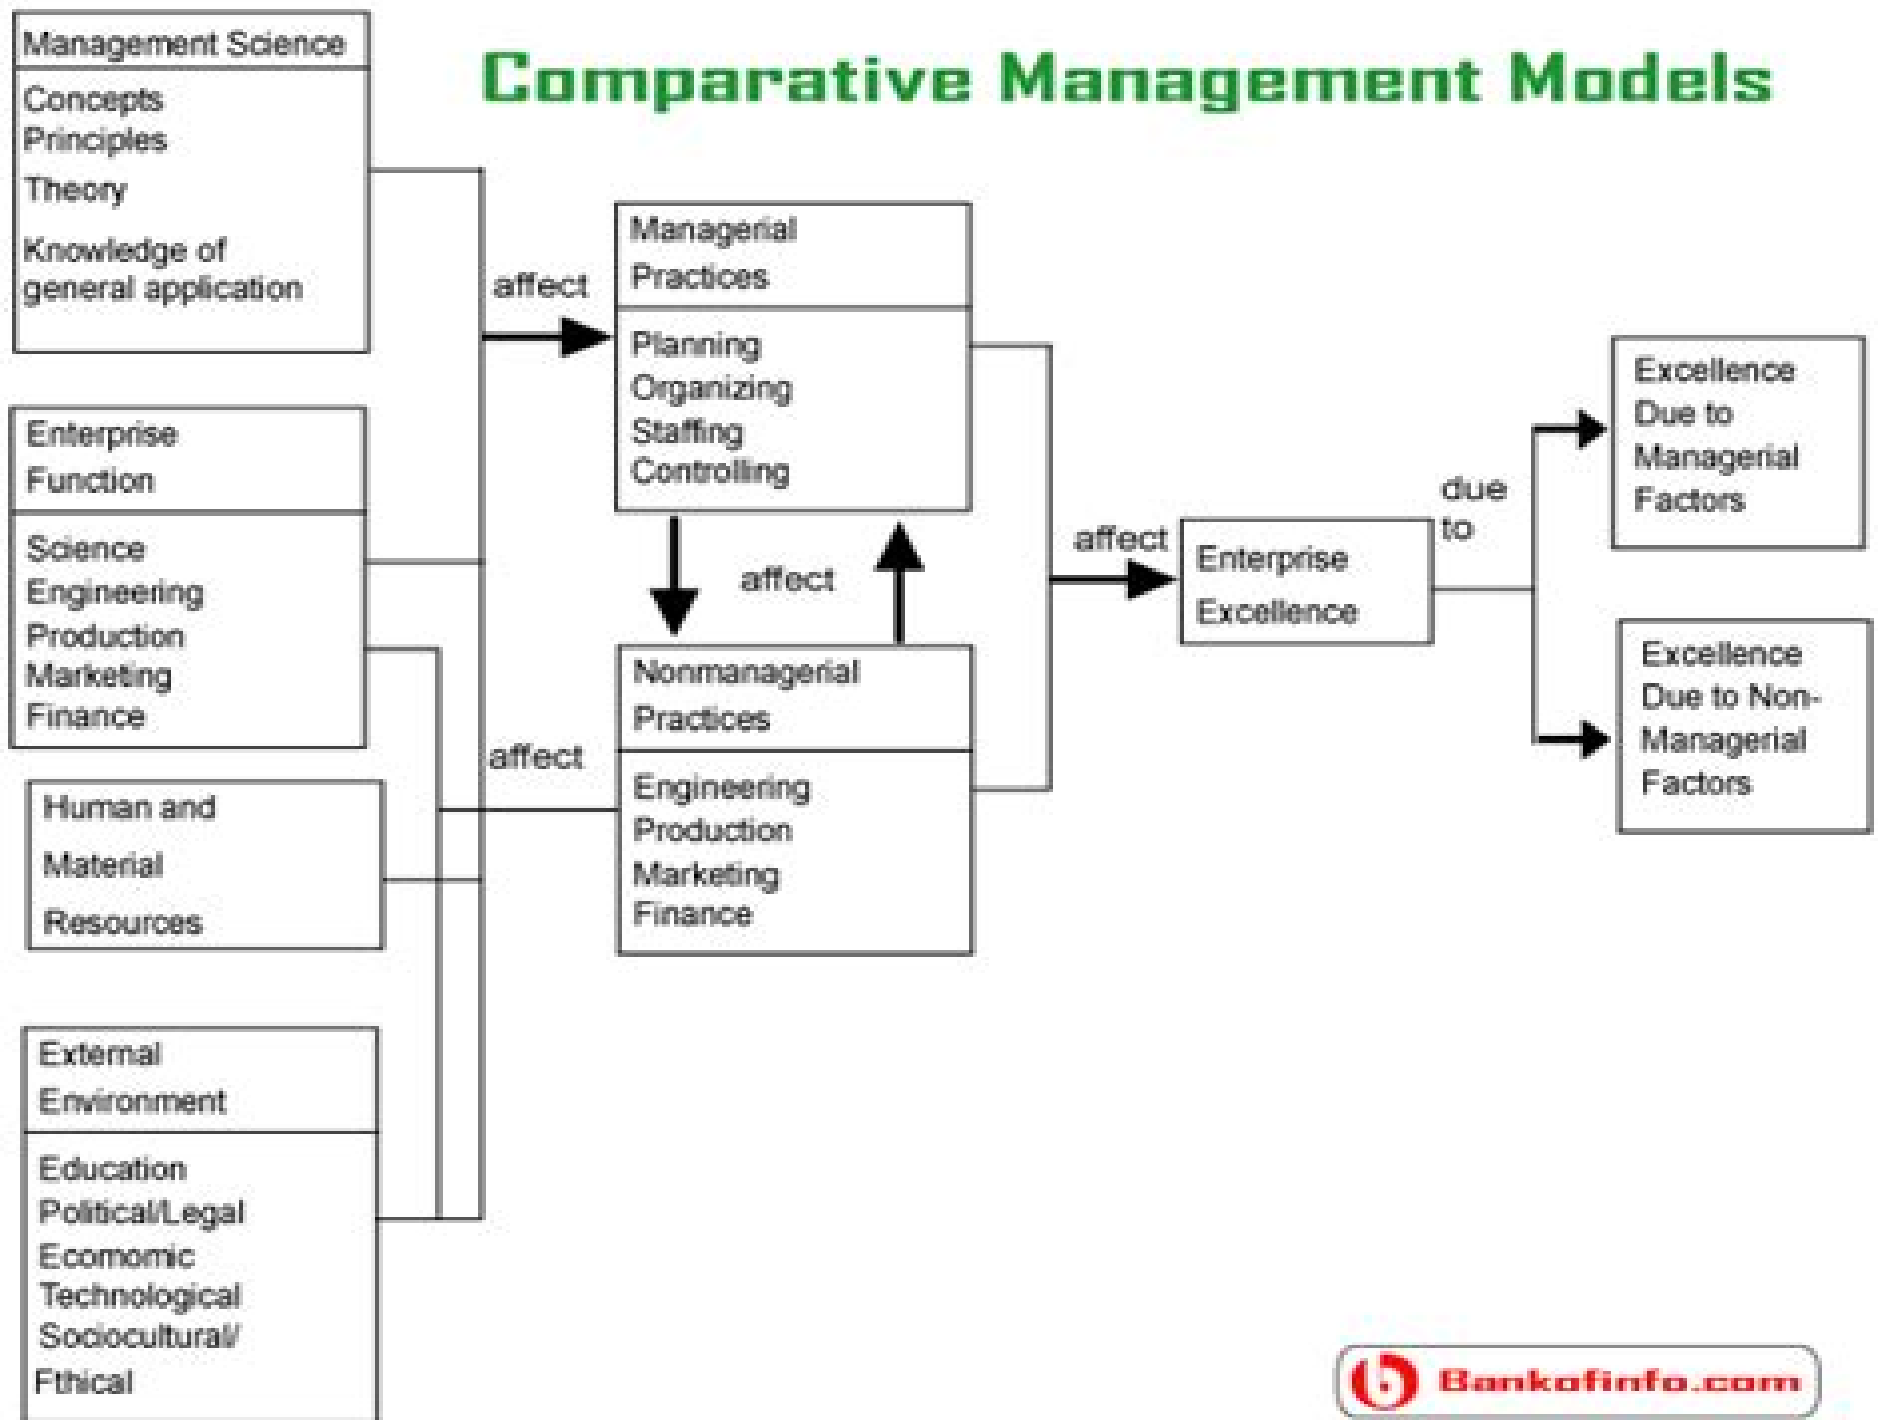 Comparative Management Models
Management Science
Concepts
Principles
Theory
Knowledge of
general application
Enterprise
Function
Science
Engineering
Production
Marketing
Finance
Human and
Material
Resources
External
Environment
Education
Political/Legal
Ecomomic
Technological
Sociocultural/
Fthical
affect
affect
Managerial
Practices
Planning
Organizing
Staffing
Controlling
affect
Nonmanagerial
Practices
Engineering
Production
Marketing
Finance
affect
Enterprise
Excellence
due
to
Excellence
Due to
Managerial
Factors
Excellence
Due to Non-
Managerial
Factors
Bankofinfo.com